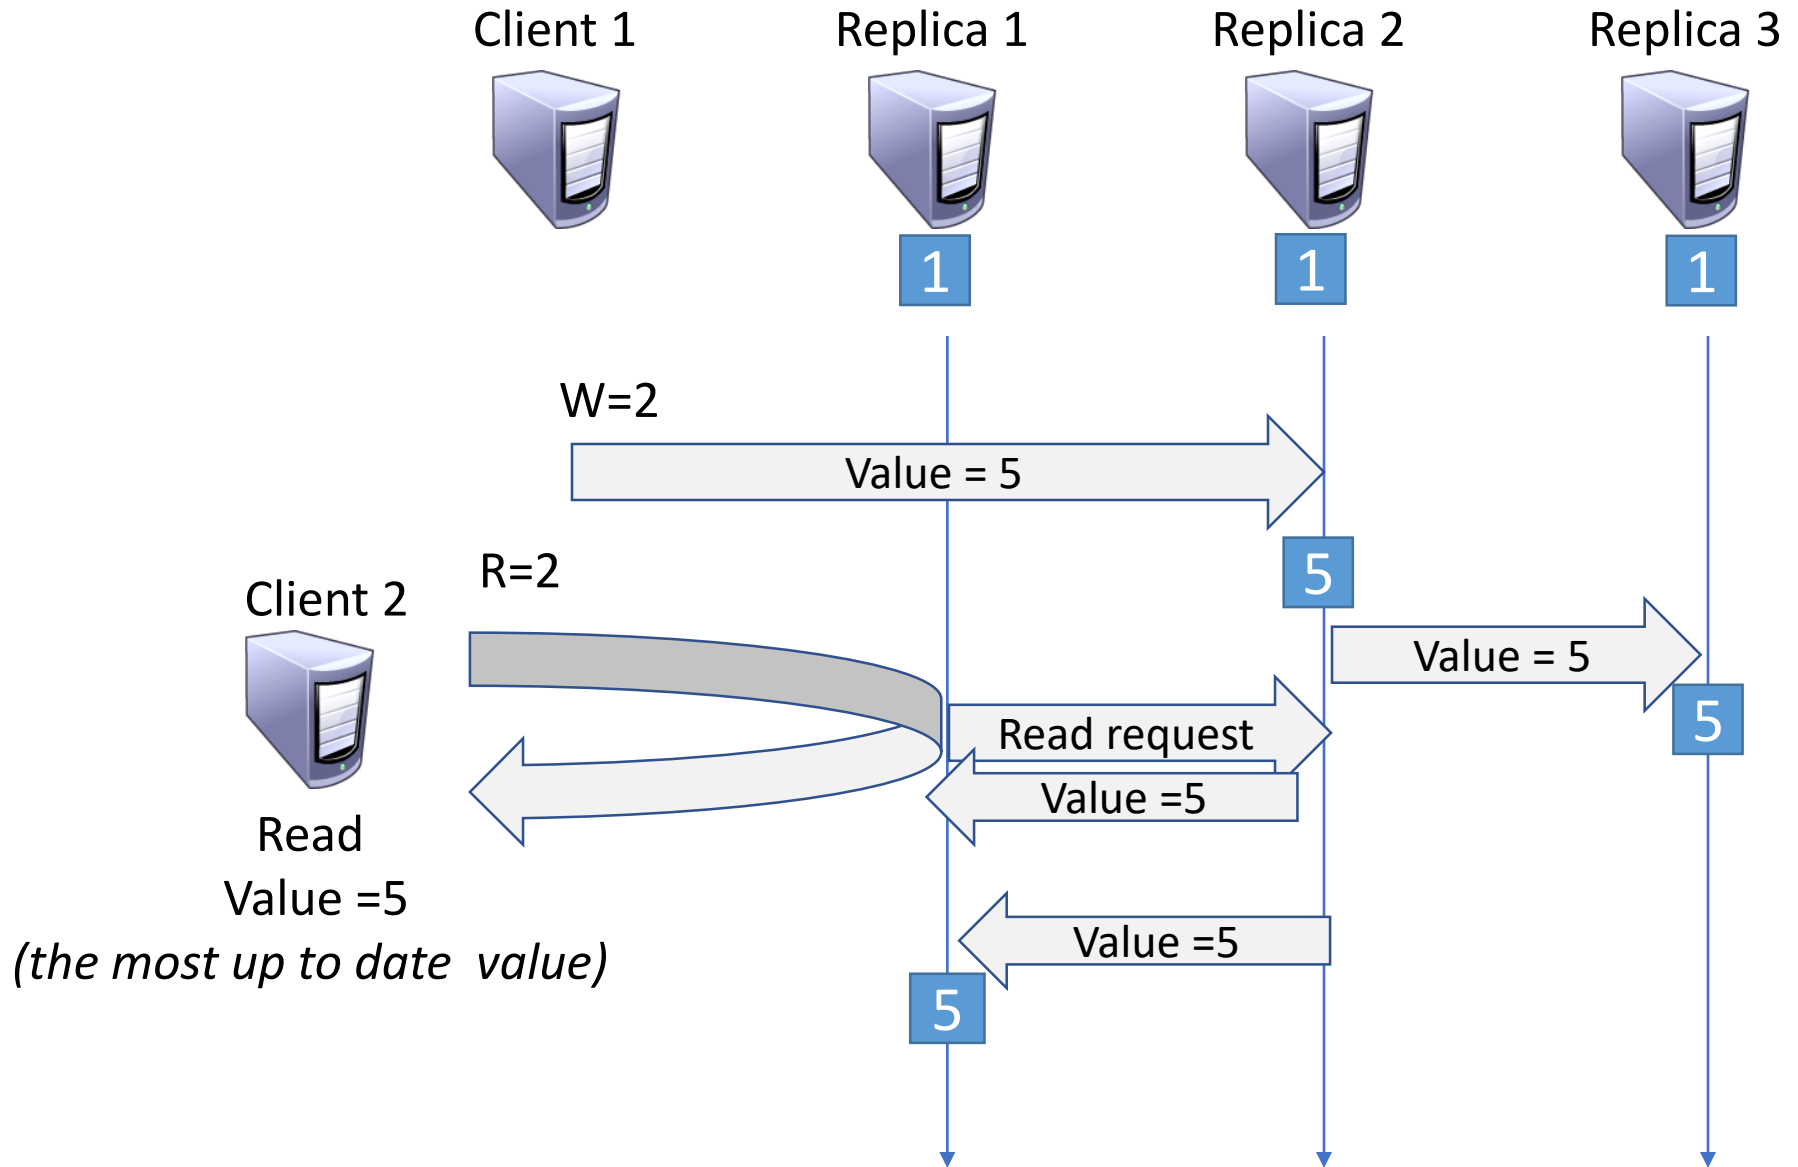 Client 1
Replica 1
Replica 2
Replica 3
1
1
1
W=2
Value = 5
5
R=2
Client 2
Value = 5
5
Read request
Value =5
Read
Value =5
(the most up to date  value)
Value =5
5